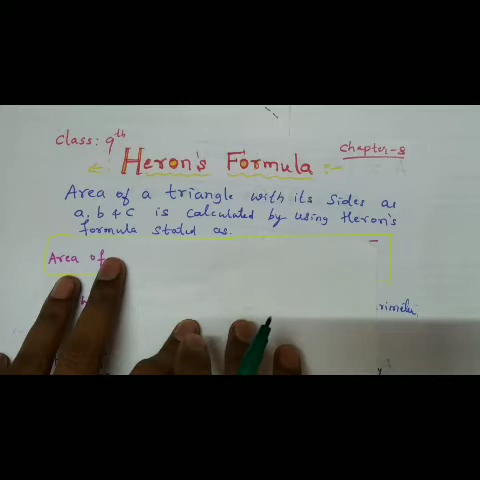 Class: 9th
Chapter-8
Heron's Formula :-
Area of a triangle with its sides as
a, b & c is calculated by using Heron's
formula stated as.
Area of